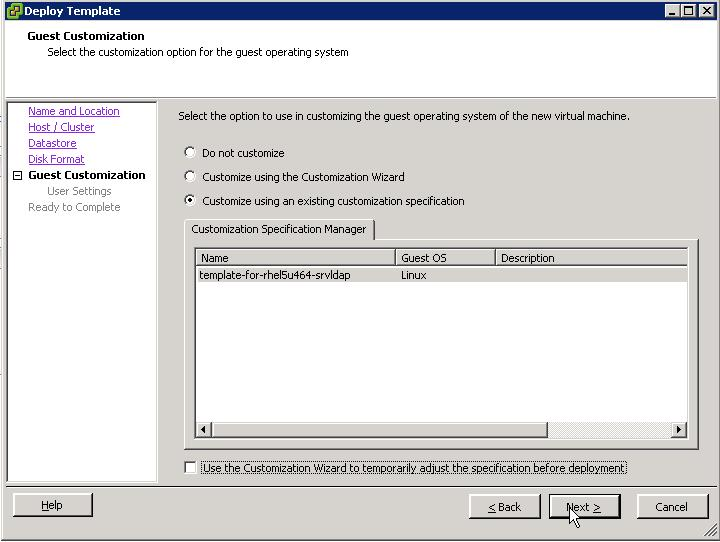 Deploy Template
Guest Customization
Select the customization option for the guest operating system
Name and Location
Host / Cluster
Datastore
Disk Format
Guest Customization
User Settings
Ready to Complete
Select the option to use in customizing the guest operating system of the new virtual machine.
Do not customize
Customize using the Customization Wizard
Customize using an existing customization specification
Customization Specification Manager
Name Guest OS Description
template-for-rhel5u464-srvldap Linux
Use the Customization Wizard to temporarily adjust the specification before deployment
Help < Back Next > Cancel